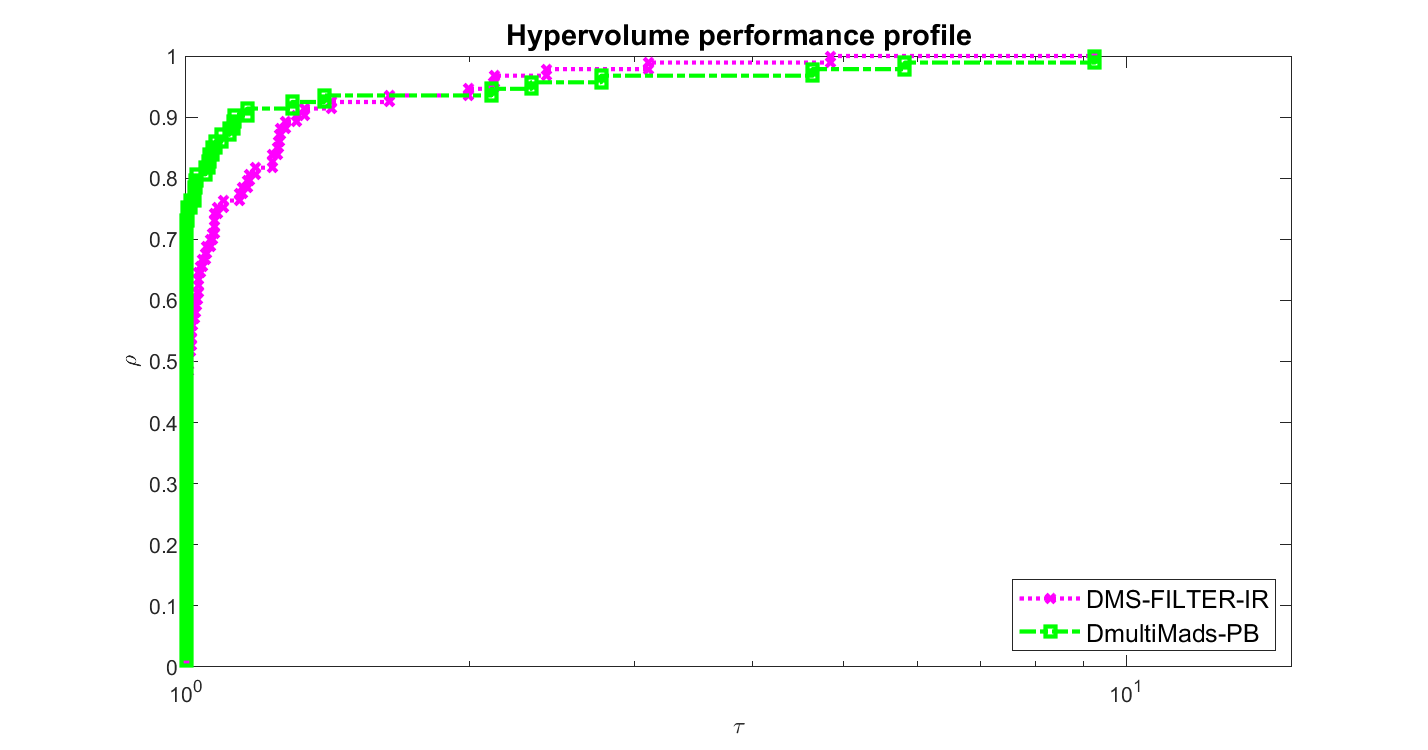 Hypervolume performance profile
1
0.9
0.8
0.7
0.6
0.5
0.4
0.3
0.2
0.1
0
ρ
10^0
10^1
τ
DMS-FILTER-IR
DmultiMads-PB